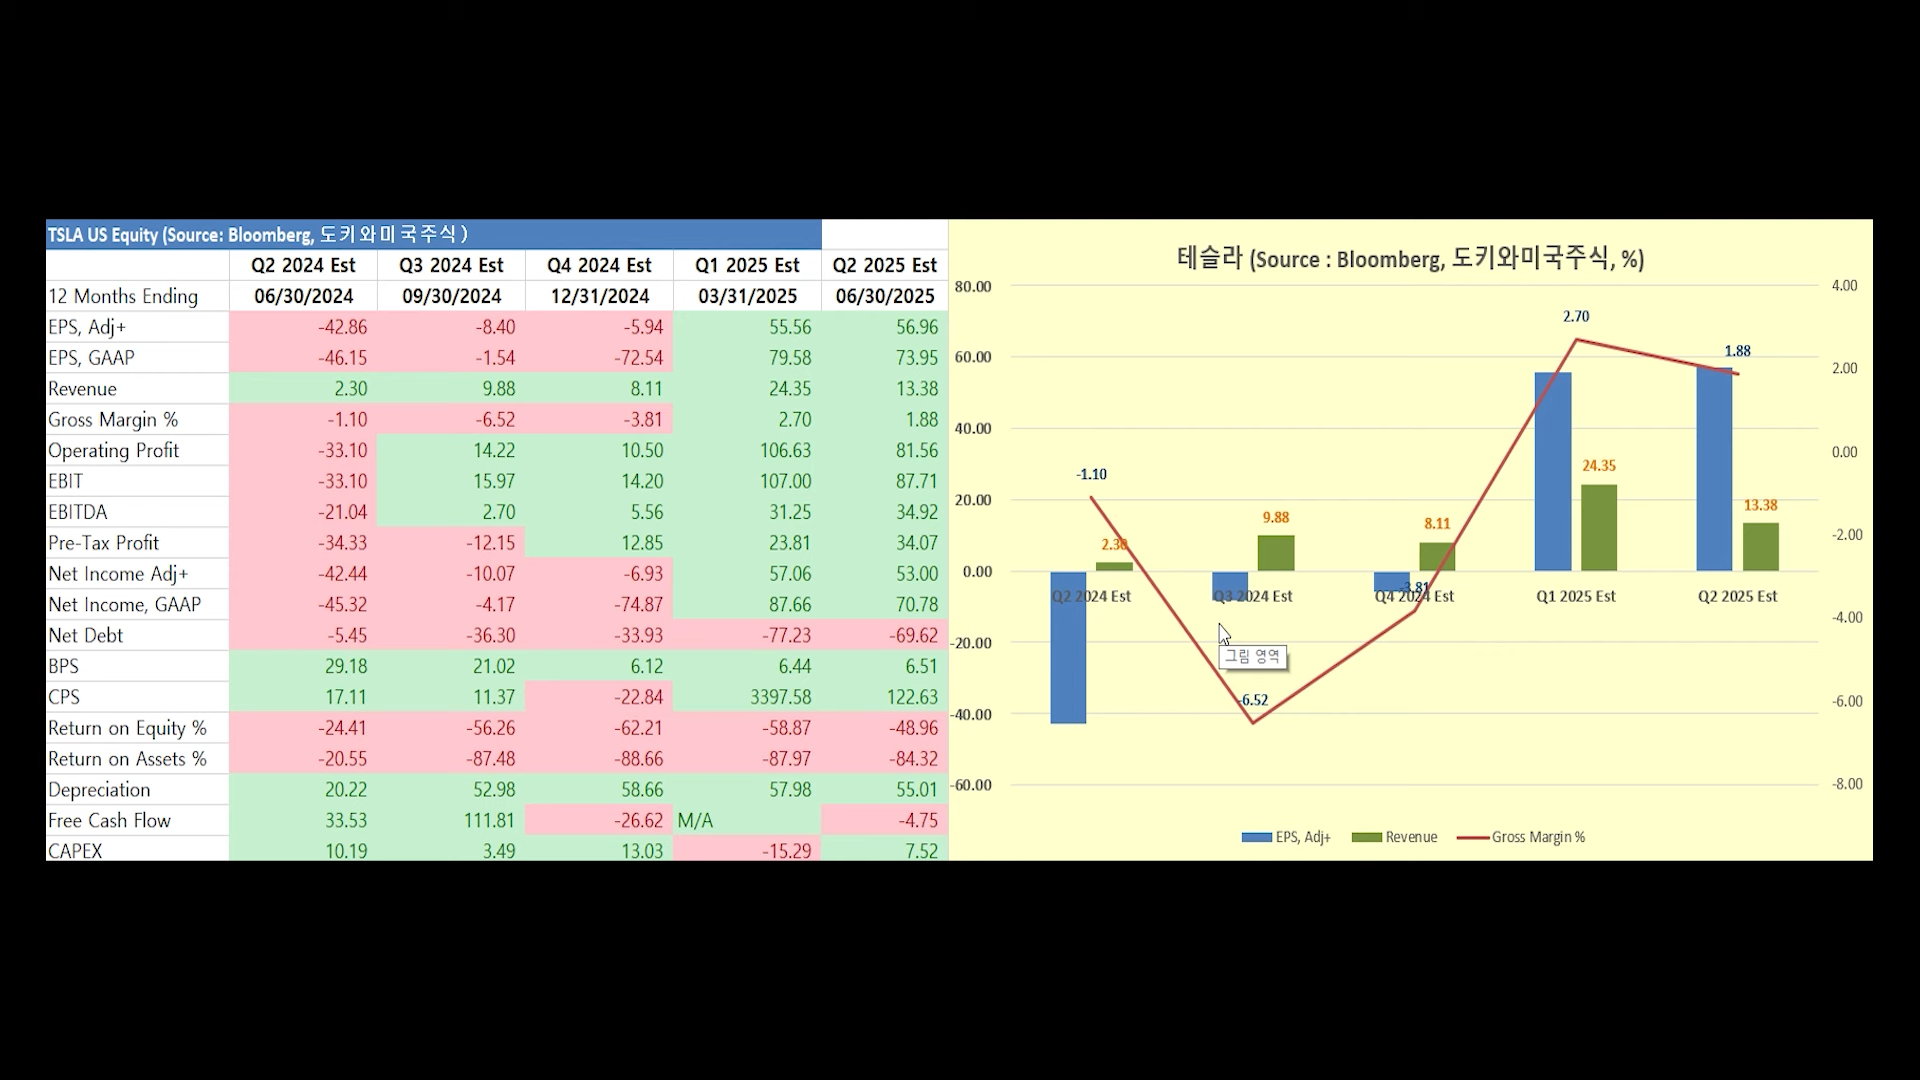 TSLA US Equity (Source: Bloomberg, 도키와미국주식)
Q2 2024 Est Q3 2024 Est Q4 2024 Est Q1 2025 Est Q2 2025 Est
12 Months Ending 06/30/2024 09/30/2024 12/31/2024 03/31/2025 06/30/2025
EPS, Adj+ -42.86 -8.40 -5.94 55.56 56.96
EPS, GAAP -46.15 -1.54 -72.54 79.58 73.95
Revenue 2.30 9.88 8.11 24.35 13.38
Gross Margin % -1.10 -6.52 -3.81 2.70 1.88
Operating Profit -33.10 14.22 10.50 106.63 81.56
EBIT -33.10 15.97 14.20 107.00 87.71
EBITDA -21.04 2.70 5.56 31.25 34.92
Pre-Tax Profit -34.33 -12.15 12.85 23.81 34.07
Net Income Adj+ -42.44 -10.07 -6.93 57.06 53.00
Net Income, GAAP -45.32 -4.17 -74.87 87.66 70.78
Net Debt -5.45 -36.30 -33.93 -77.23 -69.62
BPS 29.18 21.02 6.12 6.44 6.51
CPS 17.11 11.37 -22.84 3397.58 122.63
Return on Equity % -24.41 -56.26 -62.21 -58.87 -48.96
Return on Assets % -20.55 -87.48 -88.66 -87.97 -84.32
Depreciation 20.22 52.98 58.66 57.98 55.01
Free Cash Flow 33.53 111.81 -26.62 M/A -4.75
CAPEX 10.19 3.49 13.03 -15.29 7.52
테슬라 (Source : Bloomberg, 도키와미국주식, %)
80.00
60.00
40.00
20.00
0.00
-20.00
-40.00
-60.00
4.00
2.00
0.00
-2.00
-4.00
-6.00
-8.00
-1.10
-6.52
-3.81
2.70
1.88
2.30
9.88
8.11
24.35
13.38
Q2 2024 Est Q3 2024 Est Q4 2024 Est Q1 2025 Est Q2 2025 Est
그림 영역
EPS, Adj+ Revenue Gross Margin %